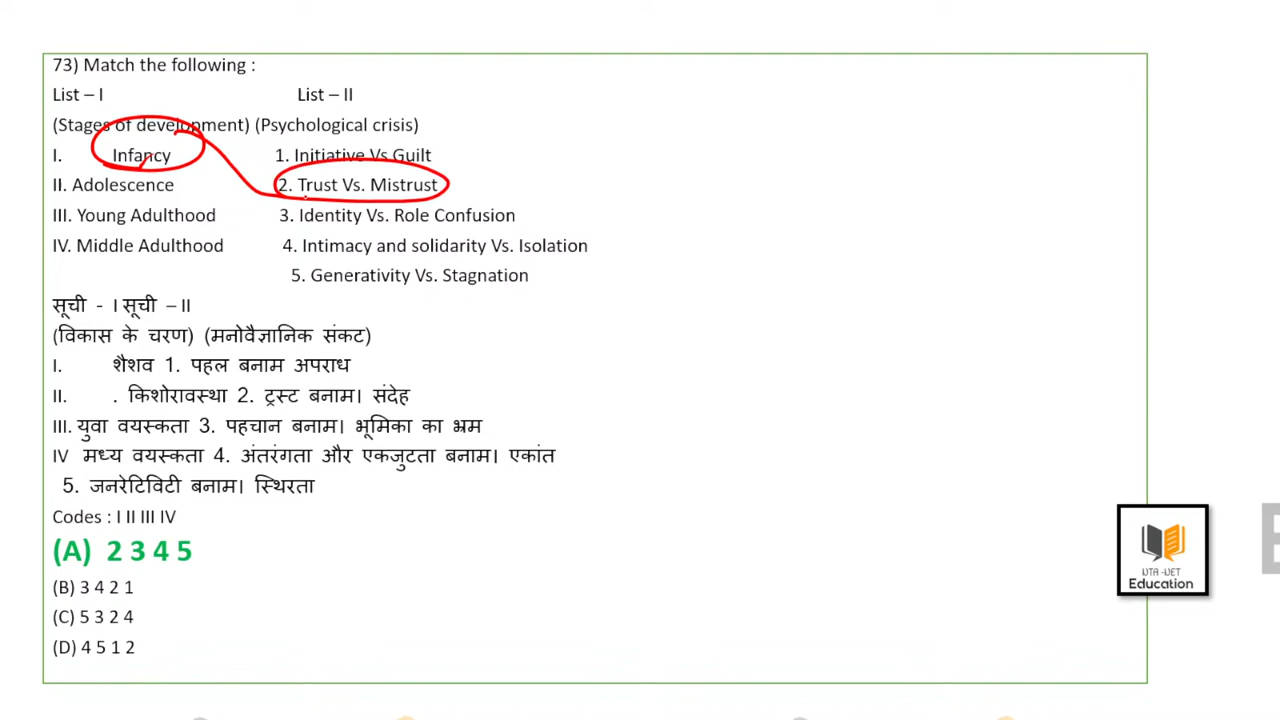 73) Match the following :
List – I List – II
(Stages of development) (Psychological crisis)
I. Infancy 1. Initiative Vs Guilt
II. Adolescence 2. Trust Vs. Mistrust
III. Young Adulthood 3. Identity Vs. Role Confusion
IV. Middle Adulthood 4. Intimacy and solidarity Vs. Isolation
5. Generativity Vs. Stagnation
सूची - I सूची – II
(विकास के चरण) (मनोवैज्ञानिक संकट)
I. शैशव 1. पहल बनाम अपराध
II. . किशोरावस्था 2. ट्रस्ट बनाम। संदेह
III. युवा वयस्कता 3. पहचान बनाम। भूमिका का भ्रम
IV मध्य वयस्कता 4. अंतरंगता और एकजुटता बनाम। एकांत
5. जनरेटिविटी बनाम। स्थिरता
Codes : I II III IV
(A) 2 3 4 5
(B) 3 4 2 1
(C) 5 3 2 4
(D) 4 5 1 2
Education